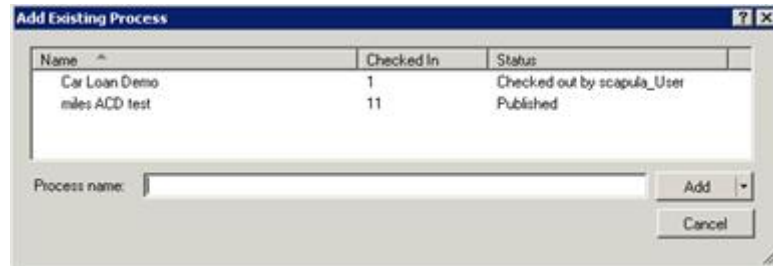 Add Existing Process
Name Checked In Status
Car Loan Demo 1 Checked out by scapula_User
miles ACD test 11 Published
Process name:
Add
Cancel